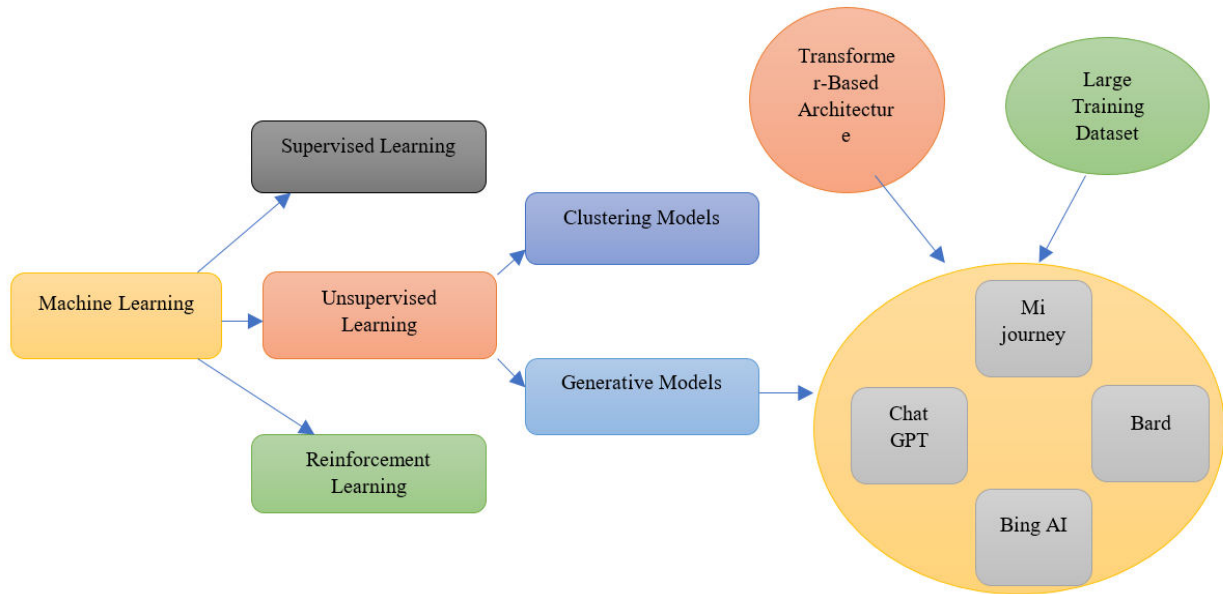 Transforme
r-Based
Architectur
e
Large
Training
Dataset
Supervised Learning
Clustering Models
Machine Learning
Unsupervised
Learning
Generative Models
Reinforcement
Learning
Mi
journey
Chat
GPT
Bard
Bing AI